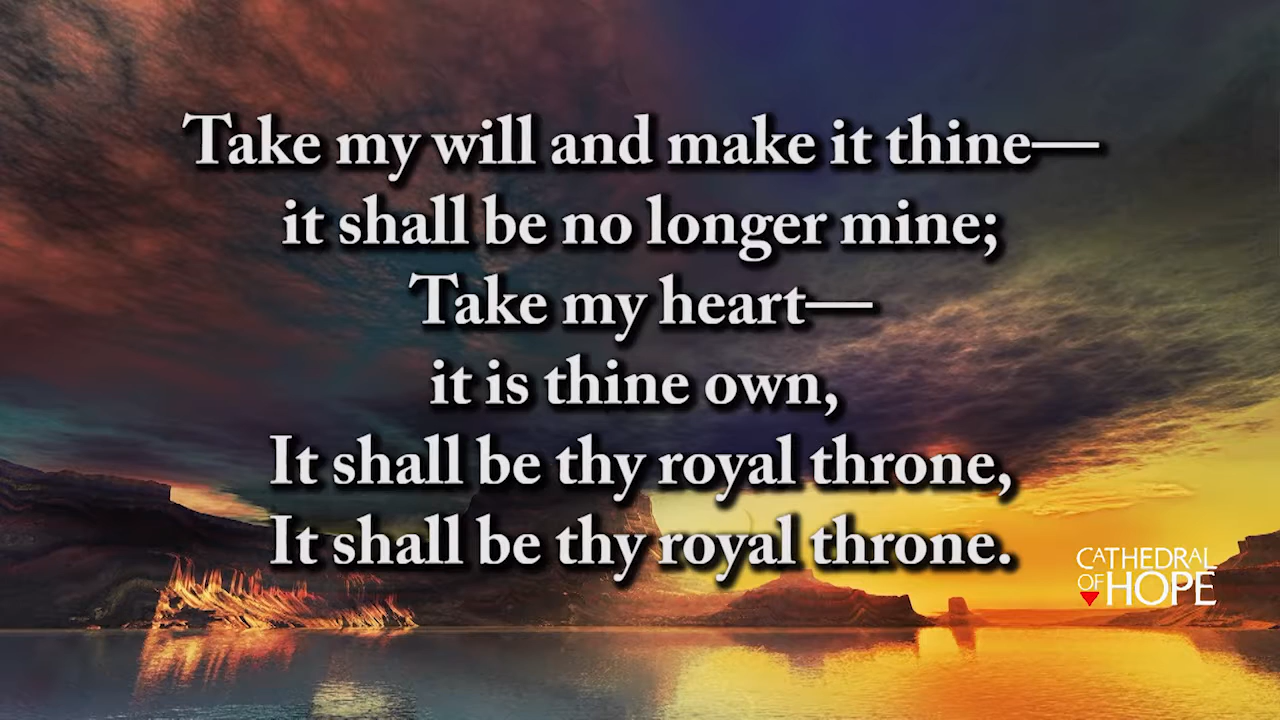 Take my will and make it thine—
it shall be no longer mine;
Take my heart—
it is thine own,
It shall be thy royal throne,
It shall be thy royal throne.
CATHEDRAL
OF HOPE